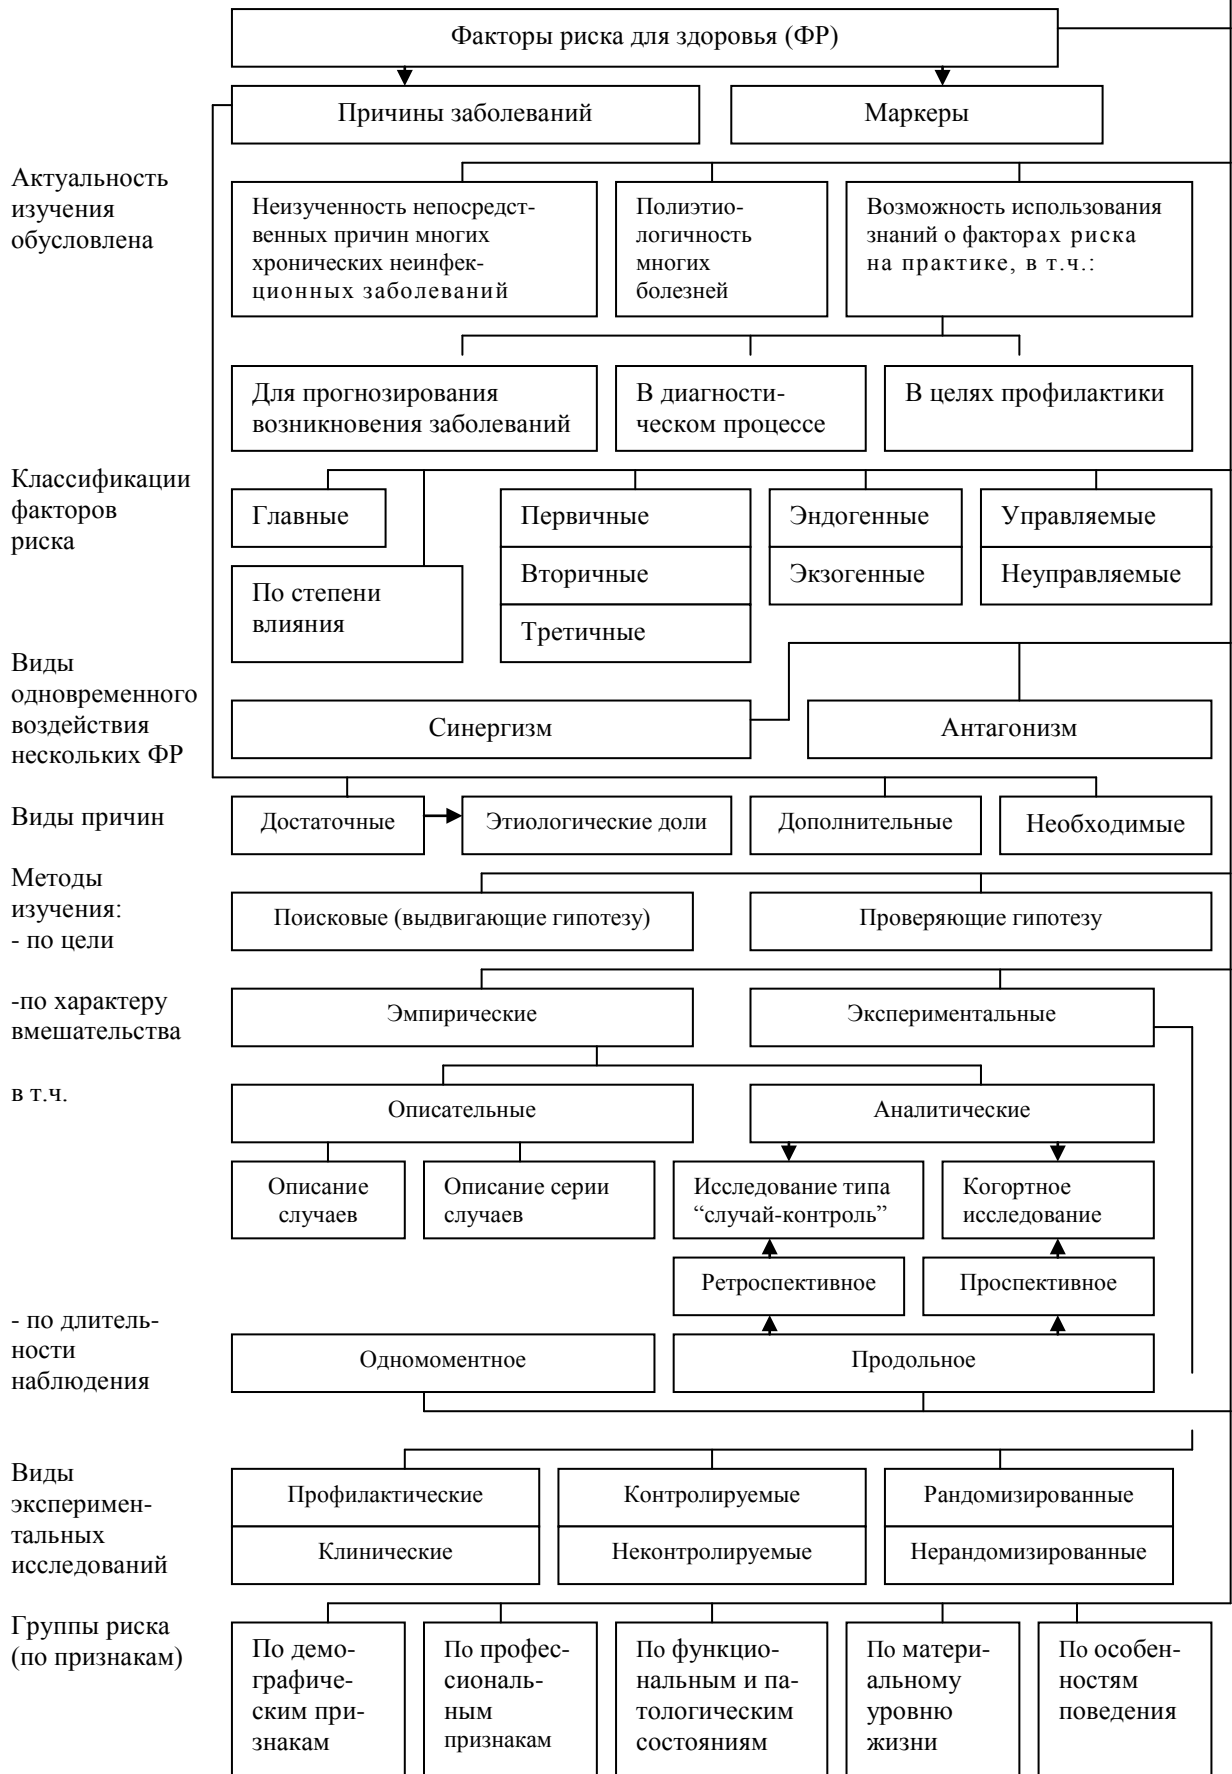 Факторы риска для здоровья (ФР)
Причины заболеваний
Маркеры
Актуальность
изучения
обусловлена
Неизученность непосредст-
венных причин многих
хронических неинфек-
ционных заболеваний
Полиэтио-
логичность
многих
болезней
Возможность использования
знаний о факторах риска
на практике, в т.ч.:
Для прогнозирования
возникновения заболеваний
В диагности-
ческом процессе
В целях профилактики
Классификации
факторов
риска
Главные
Первичные
Эндогенные
Управляемые
Вторичные
Экзогенные
Неуправляемые
По степени
влияния
Третичные
Виды
одновременного
воздействия
нескольких ФР
Синергизм
Антагонизм
Виды причин
Достаточные
Этиологические доли
Дополнительные
Необходимые
Методы
изучения:
- по цели
Поисковые (выдвигающие гипотезу)
Проверяющие гипотезу
-по характеру
вмешательства
Эмпирические
Экспериментальные
в т.ч.
Описательные
Аналитические
Описание
случаев
Описание серии
случаев
Исследование типа
“случай-контроль”
Когортное
исследование
Ретроспективное
Проспективное
- по длитель-
ности
наблюдения
Одномоментное
Продольное
Виды
эксперимен-
тальных
исследований
Профилактические
Контролируемые
Рандомизированные
Клинические
Неконтролируемые
Нерандомизированные
Группы риска
(по признакам)
По демо-
графиче-
ским при-
знакам
По профес-
сиональ-
ным
признакам
По функцио-
нальным и па-
тологическим
состояниям
По матери-
альному
уровню
жизни
По особен-
ностям
поведения